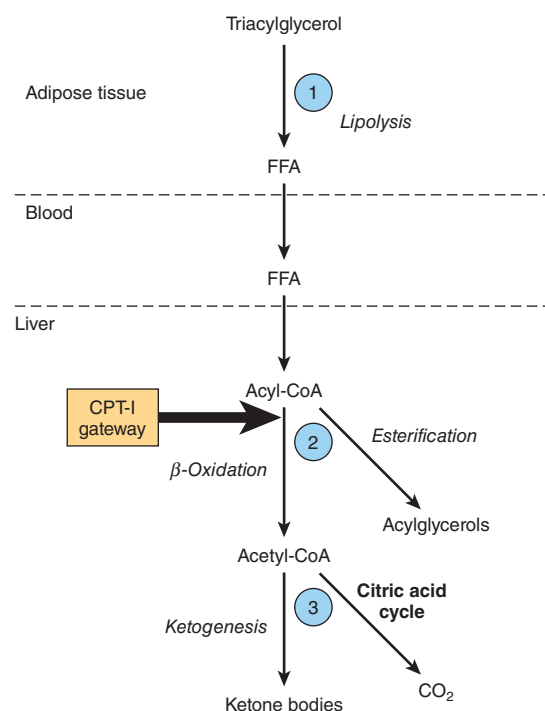 Triacylglycerol
Adipose tissue
1
Lipolysis
FFA
Blood
FFA
Liver
Acyl-CoA
CPT-I
gateway
2
Esterification
β-Oxidation
Acylglycerols
Acetyl-CoA
Citric acid
cycle
3
Ketogenesis
CO₂
Ketone bodies